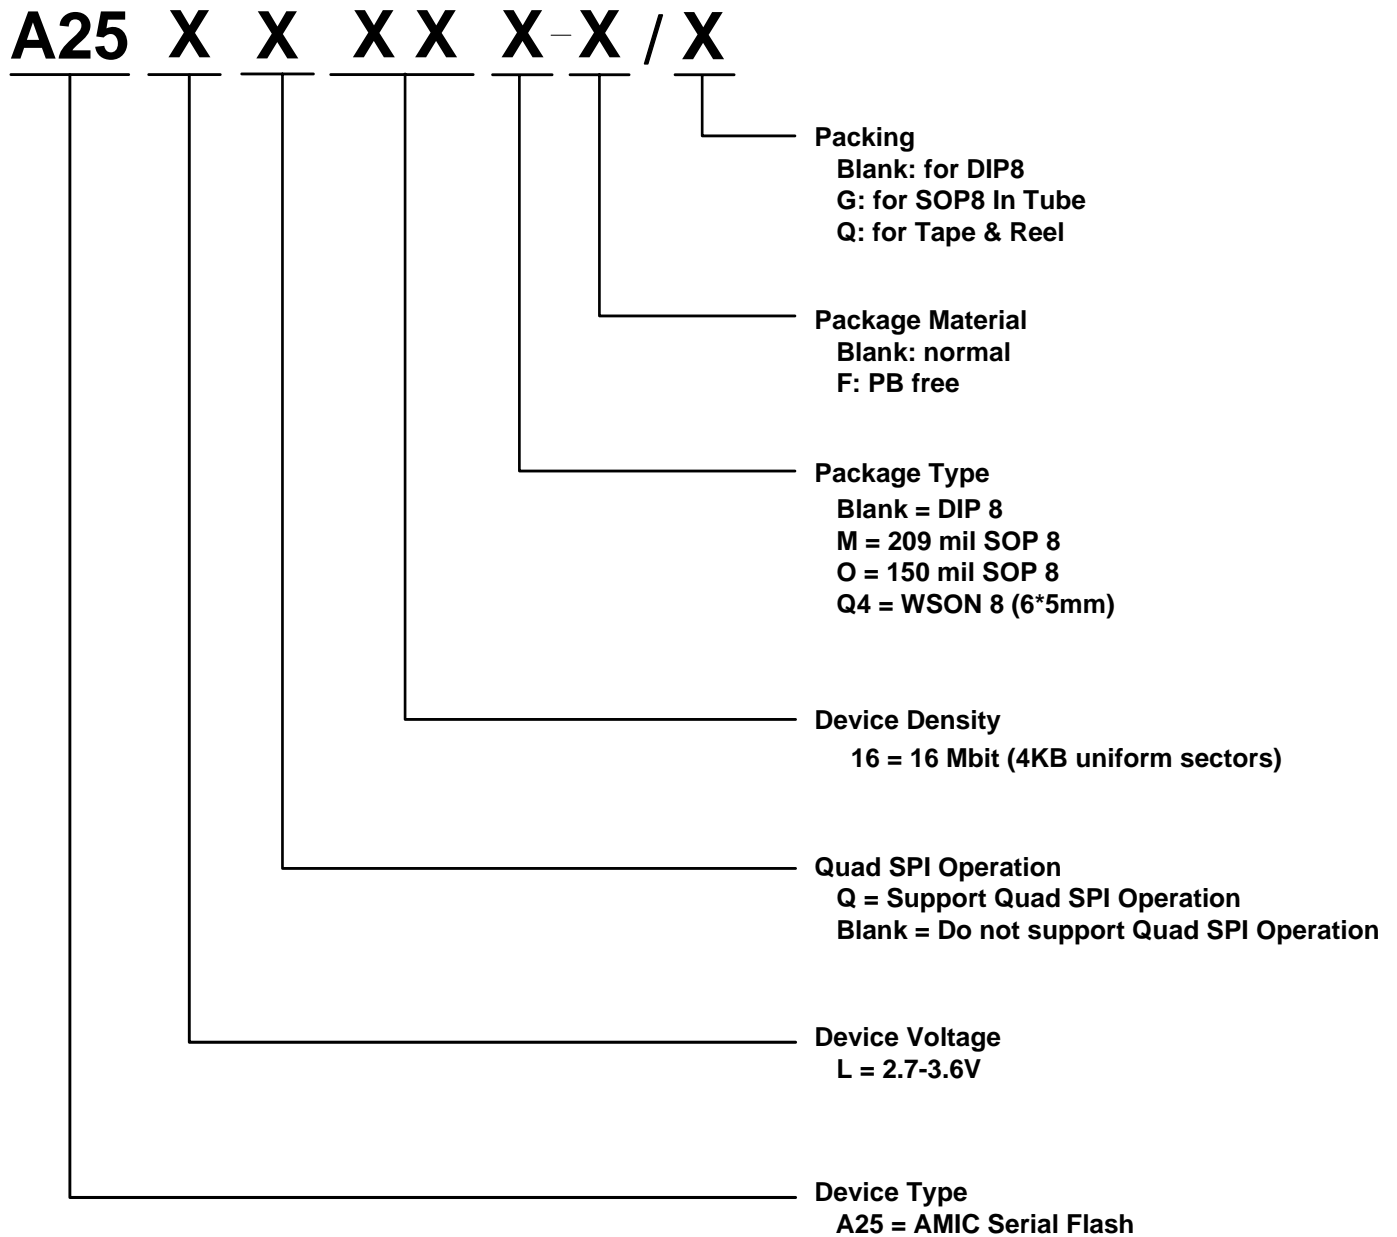 A25 X X X X X - X / X
Packing
Blank: for DIP8
G: for SOP8 In Tube
Q: for Tape & Reel
Package Material
Blank: normal
F: PB free
Package Type
Blank = DIP 8
M = 209 mil SOP 8
O = 150 mil SOP 8
Q4 = WSON 8 (6*5mm)
Device Density
16 = 16 Mbit (4KB uniform sectors)
Quad SPI Operation
Q = Support Quad SPI Operation
Blank = Do not support Quad SPI Operation
Device Voltage
L = 2.7-3.6V
Device Type
A25 = AMIC Serial Flash